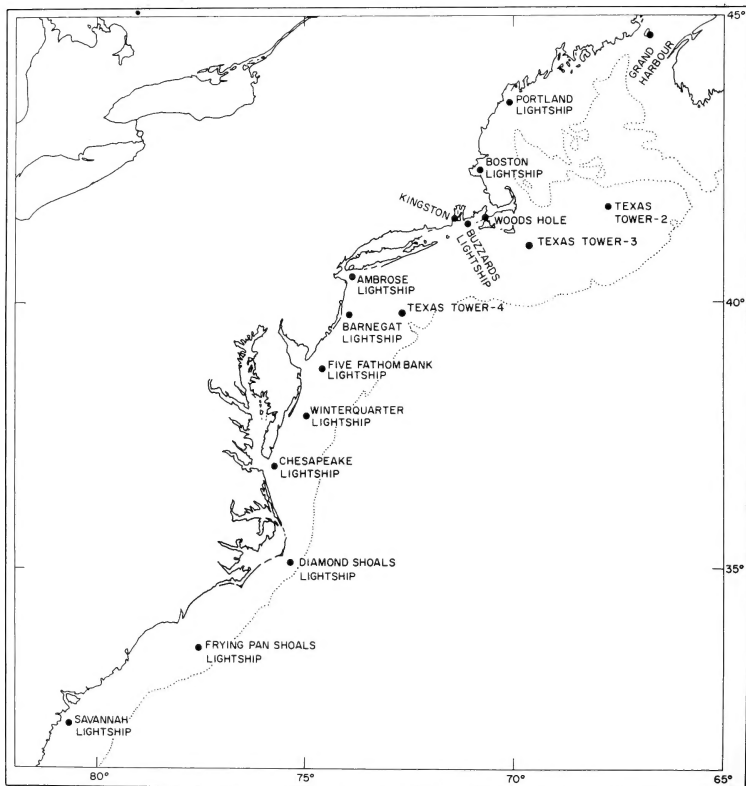 45°
GRAND
HARBOUR
PORTLAND
LIGHTSHIP
BOSTON
LIGHTSHIP
KINGSTON
WOODS HOLE
BUZZARDS
LIGHTSHIP
TEXAS
TOWER-2
TEXAS TOWER-3
AMBROSE
LIGHTSHIP
40°
TEXAS TOWER-4
BARNEGAT
LIGHTSHIP
FIVE FATHOM BANK
LIGHTSHIP
WINTERQUARTER
LIGHTSHIP
CHESAPEAKE
LIGHTSHIP
DIAMOND SHOALS
LIGHTSHIP
35°
FRYING PAN SHOALS
LIGHTSHIP
SAVANNAH
LIGHTSHIP
80°
75°
70°
65°